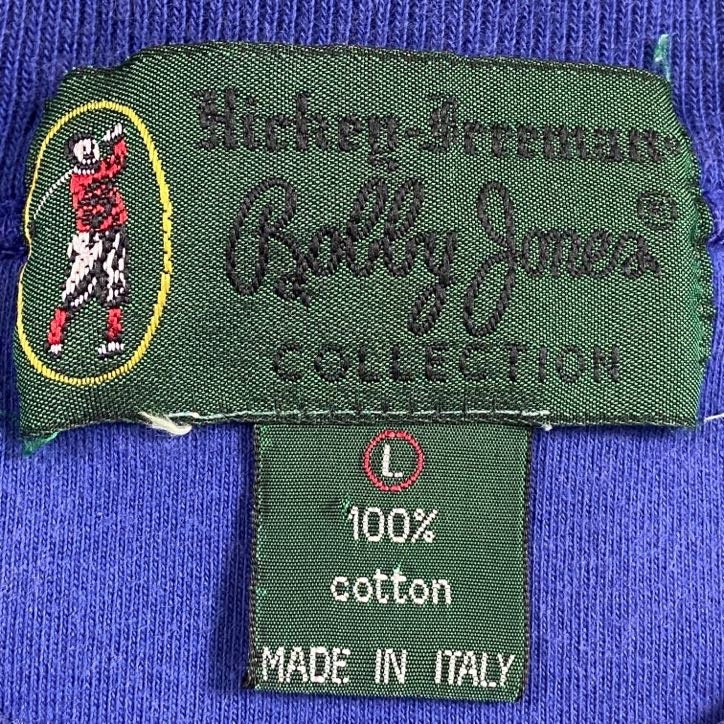 Hickey-Freeman®
Bobby Jones®
COLLECTION
L
100%
cotton
MADE IN ITALY